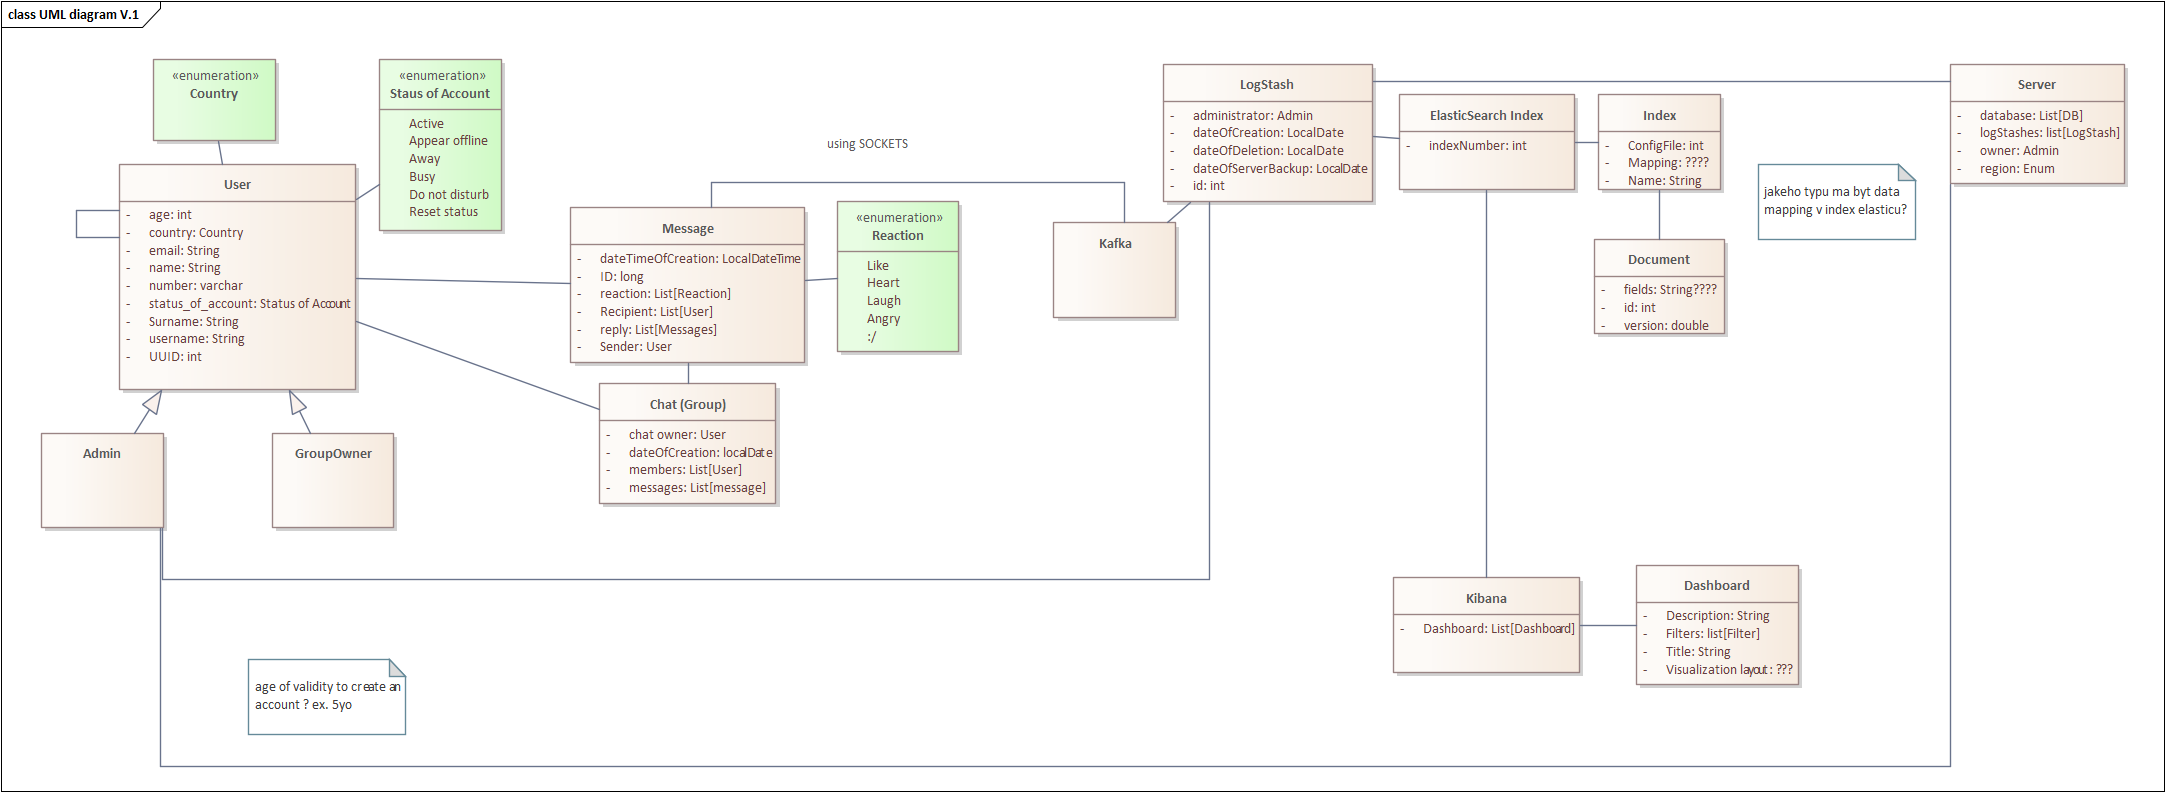 class UML diagram V.1
«enumeration»
Country
«enumeration»
Staus of Account
Active
Appear offline
Away
Busy
Do not disturb
Reset status
User
- age: int
- country: Country
- email: String
- name: String
- number: varchar
- status_of_account: Status of Account
- Surname: String
- username: String
- UUID: int
Admin
GroupOwner
age of validity to create an
account ? ex. 5yo
using SOCKETS
Message
- dateTimeOfCreation: LocalDateTime
- ID: long
- reaction: List[Reaction]
- Recipient: List[User]
- reply: List[Messages]
- Sender: User
«enumeration»
Reaction
Like
Heart
Laugh
Angry
:/
Chat (Group)
- chat owner: User
- dateOfCreation: localDate
- members: List[User]
- messages: List[message]
Kafka
LogStash
- administrator: Admin
- dateOfCreation: LocalDate
- dateOfDeletion: LocalDate
- dateOfServerBackup: LocalDate
- id: int
ElasticSearch Index
- indexNumber: int
Index
- ConfigFile: int
- Mapping: ????
- Name: String
Document
- fields: String????
- id: int
- version: double
jakeho typu ma byt data
mapping v index elasticu?
Server
- database: List[DB]
- logStashes: list[LogStash]
- owner: Admin
- region: Enum
Kibana
- Dashboard: List[Dashboard]
Dashboard
- Description: String
- Filters: list[Filter]
- Title: String
- Visualization layout : ???